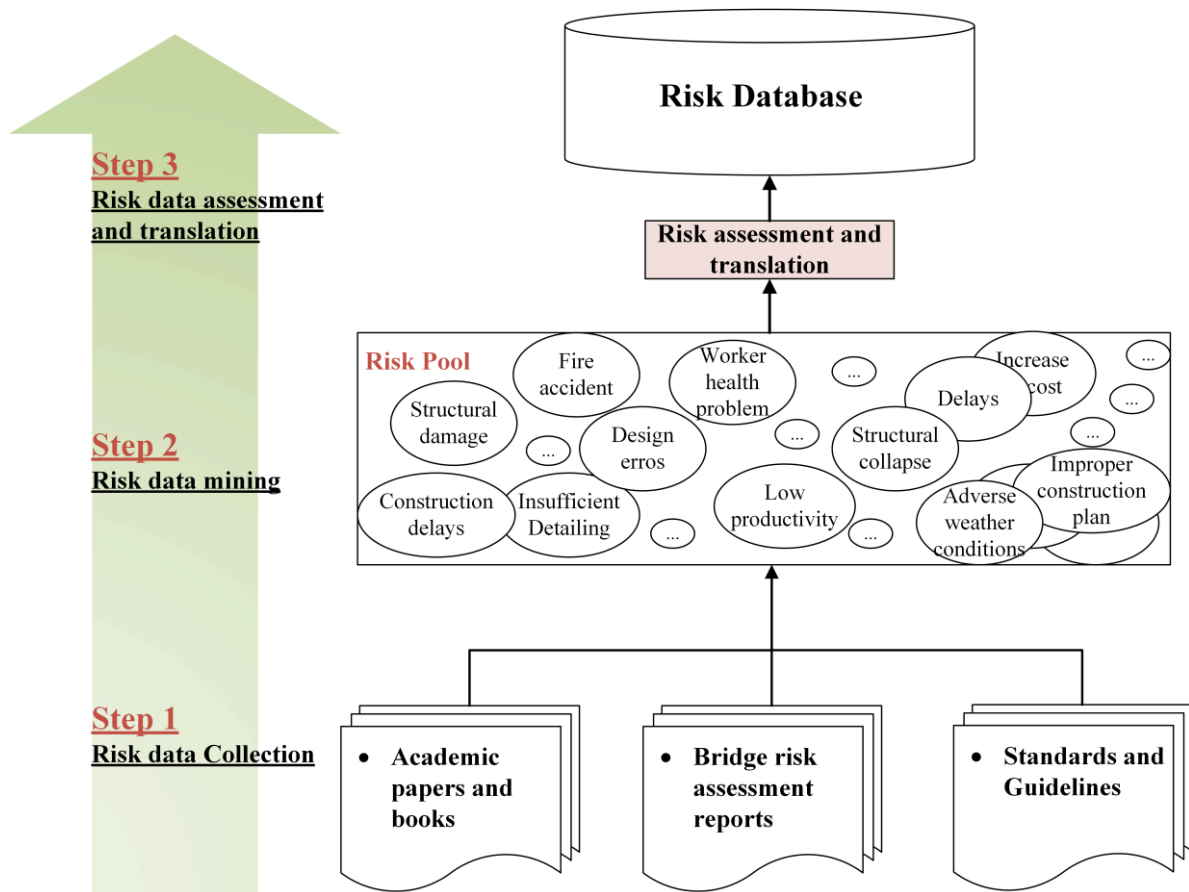 Risk Database
Step 3
Risk data assessment
and translation
Risk assessment and
translation
Risk Pool
Fire
accident
Worker
health
problem
...
Increase
cost
...
Structural
damage
Delays
...
Step 2
Risk data mining
...
Design
erros
...
Structural
collapse
...
Construction
delays
Insufficient
Detailing
...
Low
productivity
...
Adverse
weather
conditions
Improper
construction
plan
Step 1
Risk data Collection
• Academic
papers and
books
• Bridge risk
assessment
reports
• Standards and
Guidelines